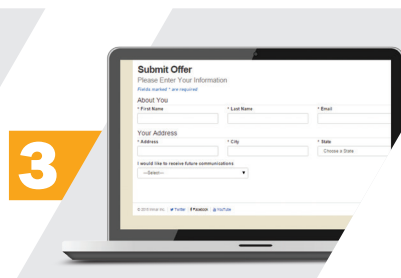 Submit Offer
Please Enter Your Information
Fields marked * are required
About You
* First Name * Last Name * Email
Your Address
* Address * City * State
Choose a State
I would like to receive future communications
---Select---
3
Twitter Facebook YouTube